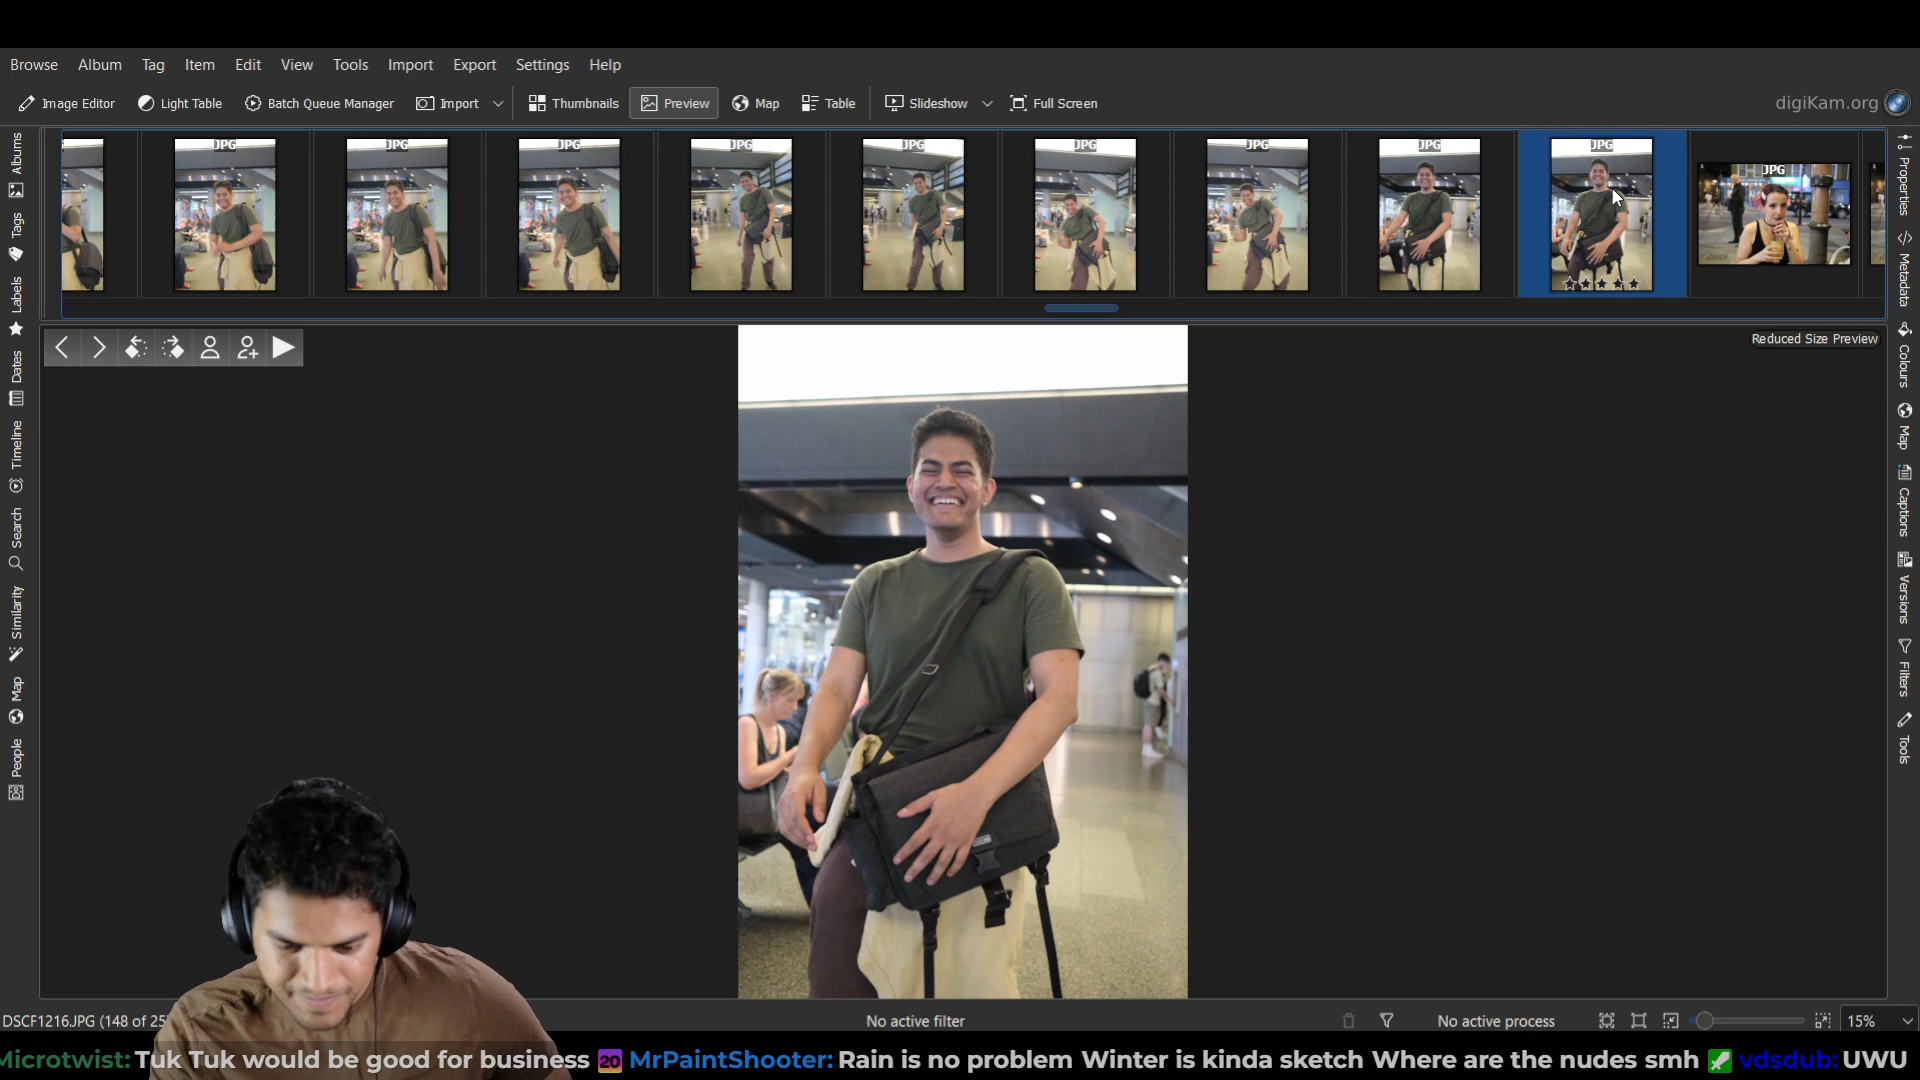 Browse Album Tag Item Edit View Tools Import Export Settings Help
Image Editor Light Table Batch Queue Manager Import Thumbnails Preview Map Table Slideshow Full Screen digiKam.org
JPG JPG JPG JPG JPG JPG JPG JPG JPG JPG
Albums
Tags
Labels
Dates
Timeline
Search
Similarity
Map
People
Reduced Size Preview
Properties
Metadata
Colours
Map
Captions
Versions
Filters
Tools
DSCF1216.JPG (148 of 25 No active filter No active process 15%
Microtwist: Tuk Tuk would be good for business 20 MrPaintShooter: Rain is no problem Winter is kinda sketch Where are the nudes smh vdsdub: UWU